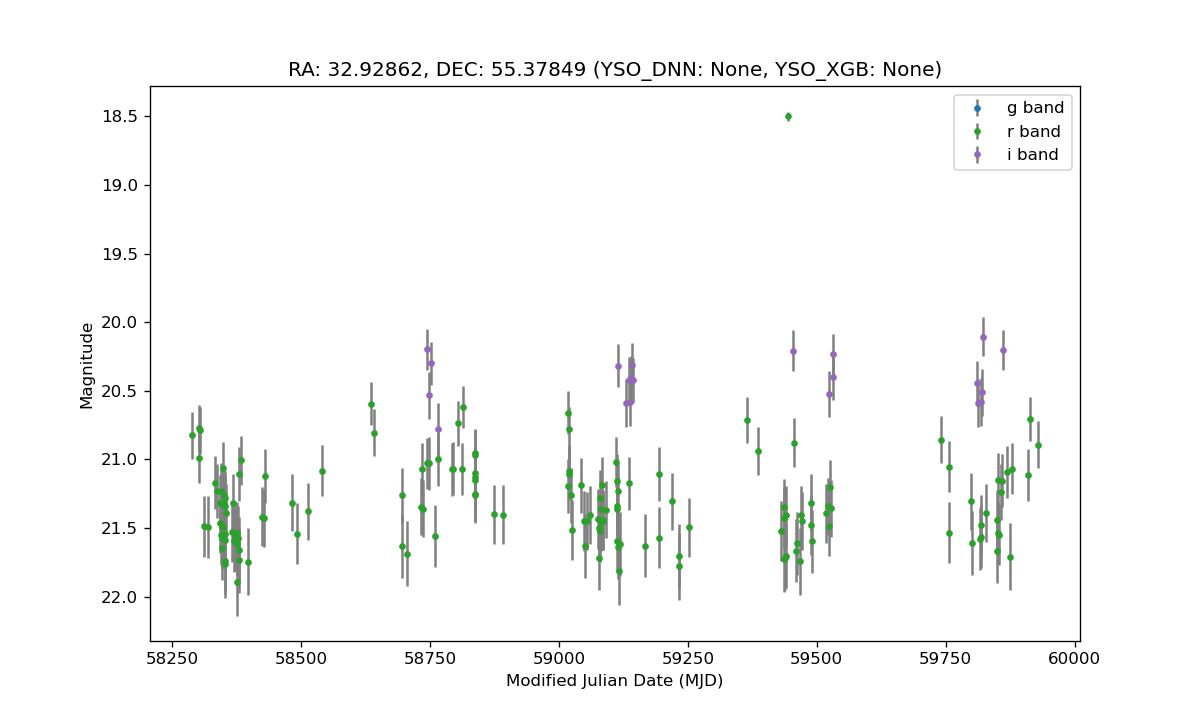 RA: 32.92862, DEC: 55.37849 (YSO_DNN: None, YSO_XGB: None)
g band
r band
i band
18.5
19.0
19.5
20.0
20.5
21.0
21.5
22.0
Magnitude
58250
58500
58750
59000
59250
59500
59750
60000
Modified Julian Date (MJD)